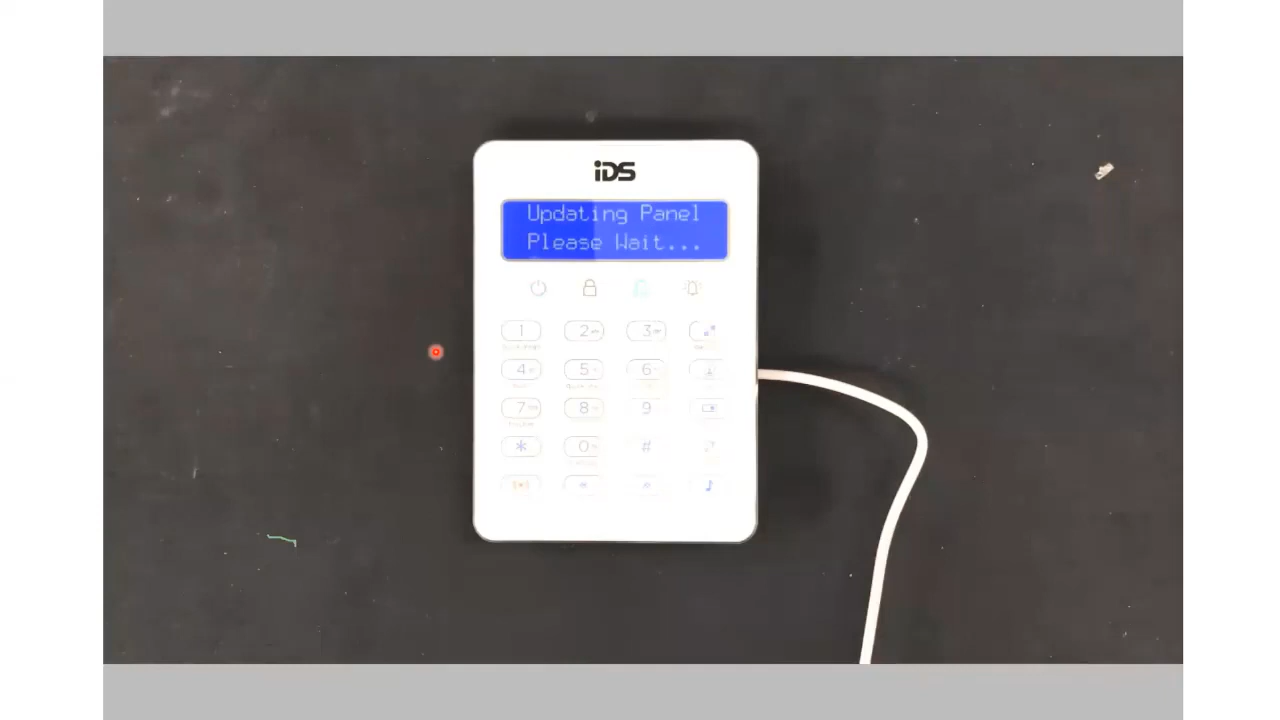 iDS
Updating Panel
Please Wait...
1 2 3
4 5 6
7 8 9
* 0 #